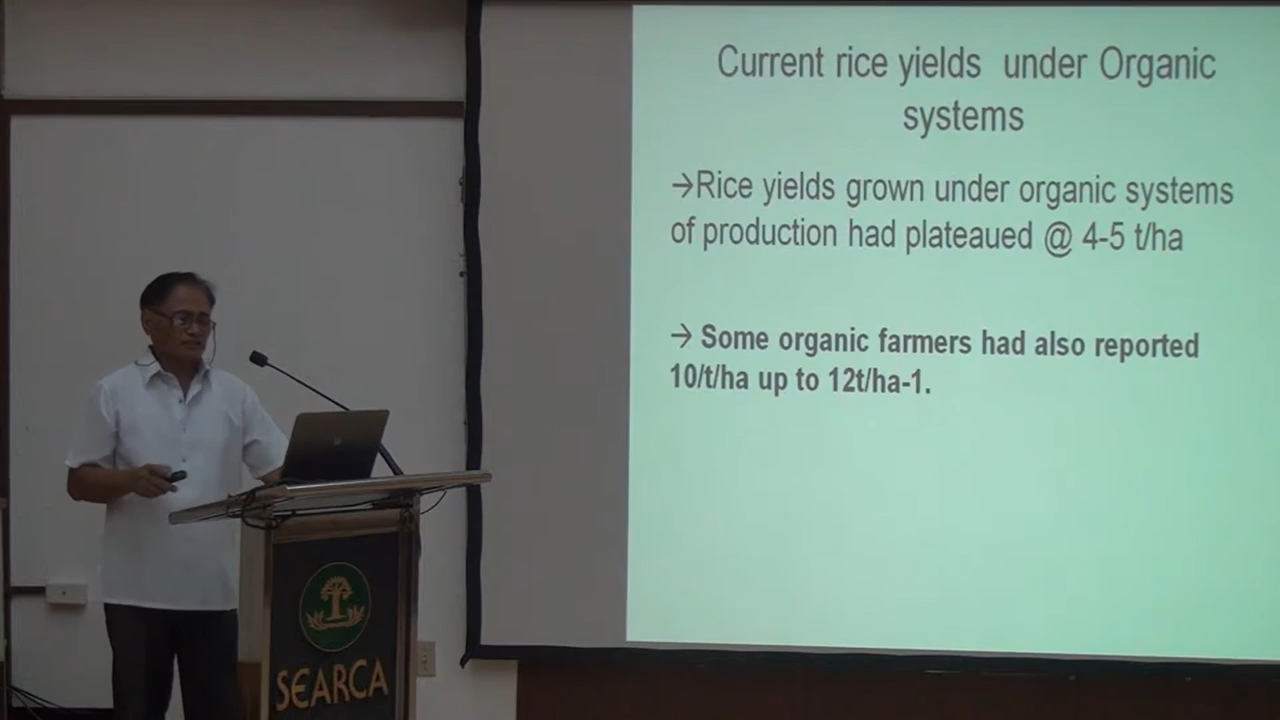 Current rice yields under Organic
systems
→Rice yields grown under organic systems
of production had plateaued @ 4-5 t/ha
→ Some organic farmers had also reported
10/t/ha up to 12t/ha-1.
SEARCA